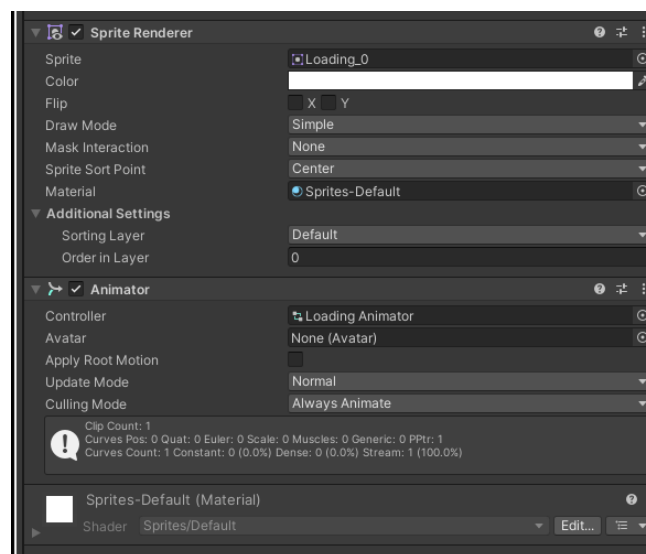 Sprite Renderer
Sprite Loading_0
Color
Flip X Y
Draw Mode Simple
Mask Interaction None
Sprite Sort Point Center
Material Sprites-Default
Additional Settings
Sorting Layer Default
Order in Layer 0
Animator
Controller Loading Animator
Avatar None (Avatar)
Apply Root Motion
Update Mode Normal
Culling Mode Always Animate
Clip Count: 1
Curves Pos: 0 Quat: 0 Euler: 0 Scale: 0 Muscles: 0 Generic: 0 PPtr: 1
Curves Count: 1 Constant: 0 (0.0%) Dense: 0 (0.0%) Stream: 1 (100.0%)
Sprites-Default (Material)
Shader Sprites/Default Edit...